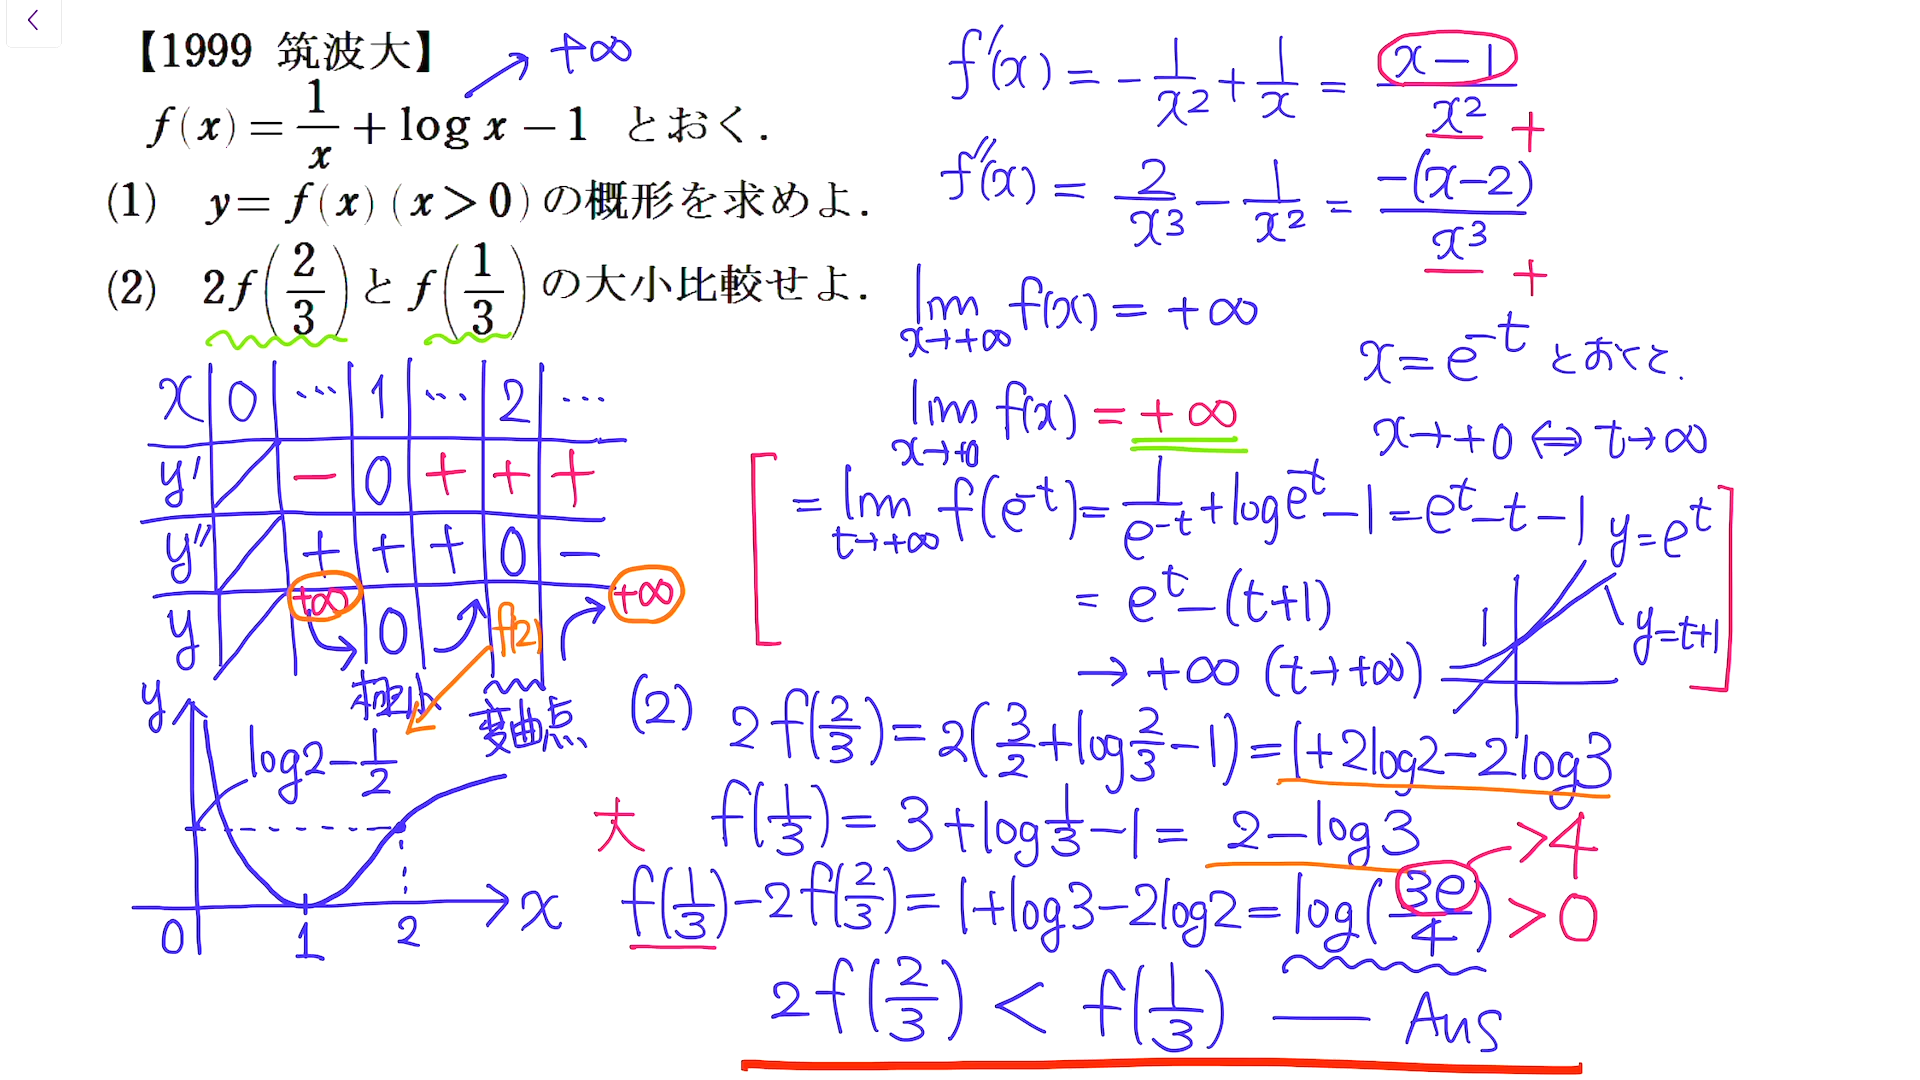 【1999 筑波大】
+∞
f(x) = 1/x + log x − 1 とおく.
(1) y = f(x) (x > 0) の概形を求めよ.
(2) 2f(2/3) と f(1/3) の大小比較せよ.
x 0 … 1 … 2 …
y' − 0 + + +
y'' + + + 0 −
y +∞ 0 f(2) +∞
極小
変曲点
y
log2 − 1/2
0 1 2 x
f'(x) = −1/x² + 1/x = (x−1)/x²
+
f''(x) = 2/x³ − 1/x² = −(x−2)/x³
+
lim x→+∞ f(x) = +∞
x = e^-t とおくと.
lim x→+0 f(x) = +∞
x→+0 ⇔ t→∞
[ = lim t→+∞ f(e^-t) = 1/e^-t + log e^-t − 1 = e^t − t − 1
= e^t − (t+1)
→ +∞ (t→+∞)
y = e^t
1
y = t+1 ]
(2) 2f(2/3) = 2(3/2 + log 2/3 − 1) = 1 + 2log2 − 2log3
大 f(1/3) = 3 + log 1/3 − 1 = 2 − log3
>4
f(1/3) − 2f(2/3) = 1 + log3 − 2log2 = log(3e/4) > 0
2f(2/3) < f(1/3) — Ans